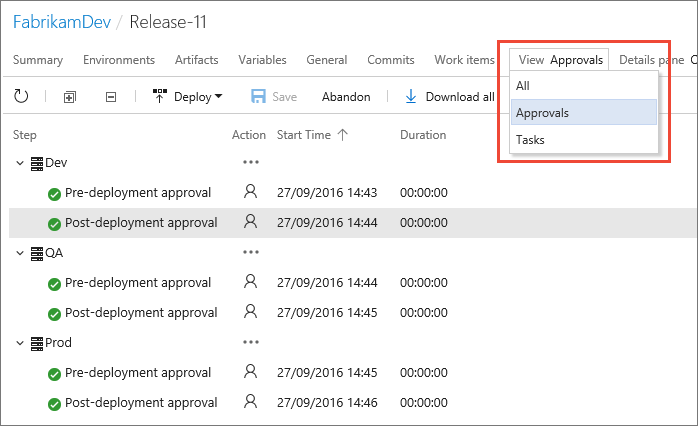 FabrikamDev / Release-11
Summary Environments Artifacts Variables General Commits Work items View Approvals Details pane
Deploy Save Abandon Download all
All
Approvals
Tasks
Step Action Start Time Duration
Dev
Pre-deployment approval 27/09/2016 14:43 00:00:00
Post-deployment approval 27/09/2016 14:44 00:00:00
QA
Pre-deployment approval 27/09/2016 14:44 00:00:00
Post-deployment approval 27/09/2016 14:45 00:00:00
Prod
Pre-deployment approval 27/09/2016 14:45 00:00:00
Post-deployment approval 27/09/2016 14:46 00:00:00